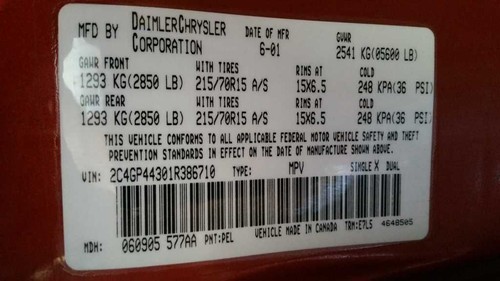 MFD BY DAIMLERCHRYSLER CORPORATION DATE OF MFR 6-01 GVWR 2541 KG(05600 LB)
GAWR FRONT WITH TIRES RIMS AT COLD
1293 KG(2850 LB) 215/70R15 A/S 15X6.5 248 KPA(36 PSI)
GAWR REAR WITH TIRES RIMS AT COLD
1293 KG(2850 LB) 215/70R15 A/S 15X6.5 248 KPA(36 PSI)
THIS VEHICLE CONFORMS TO ALL APPLICABLE FEDERAL MOTOR VEHICLE SAFETY AND THEFT
PREVENTION STANDARDS IN EFFECT ON THE DATE OF MANUFACTURE SHOWN ABOVE.
VIN: 2C4GP44301R386710 TYPE: MPV SINGLE X DUAL
MDH: 060905 577AA PNT:PEL VEHICLE MADE IN CANADA TRM:E7L5 4648505